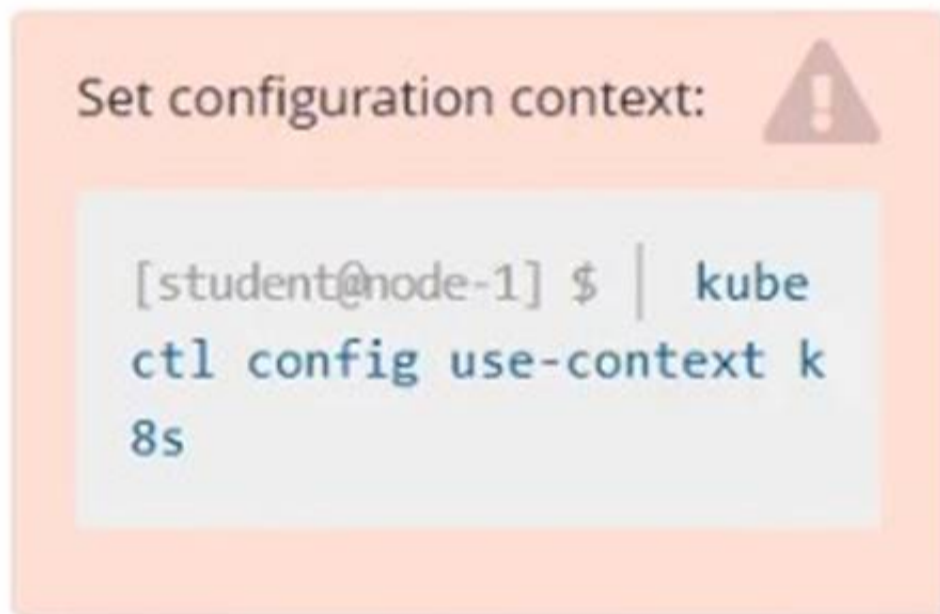 Set configuration context:
[student@node-1] $ | kube
ctl config use-context k
8s